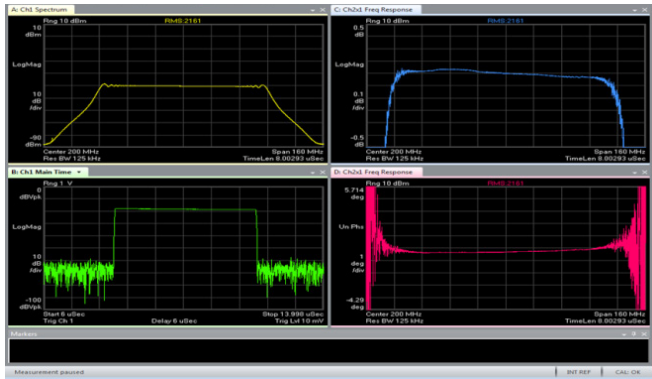 A: Ch1 Spectrum
Rng 10 dBm
RMS:2161
10
dBm
LogMag
10
dB
/div
-90
dBm
Center 200 MHz
Span 160 MHz
Res BW 125 kHz
TimeLen 8.00293 uSec
C: Ch2x1 Freq Response
Rng 10 dBm
RMS:2161
0.5
dB
LogMag
0.1
dB
/div
-0.5
dB
Center 200 MHz
Span 160 MHz
Res BW 125 kHz
TimeLen 8.00293 uSec
B: Ch1 Main Time
Rng 1 V
0
dBVpk
LogMag
10
dB
/div
-100
dBVpk
Start 6 uSec
Stop 13.998 uSec
Trig Ch 1
Delay 6 uSec
Trig Lvl 10 mV
D: Ch2x1 Freq Response
Rng 10 dBm
RMS:2161
5.714
deg
Un Phs
1
deg
/div
-4.29
deg
Center 200 MHz
Span 160 MHz
Res BW 125 kHz
TimeLen 8.00293 uSec
Markers
Measurement paused
INT REF
CAL: OK